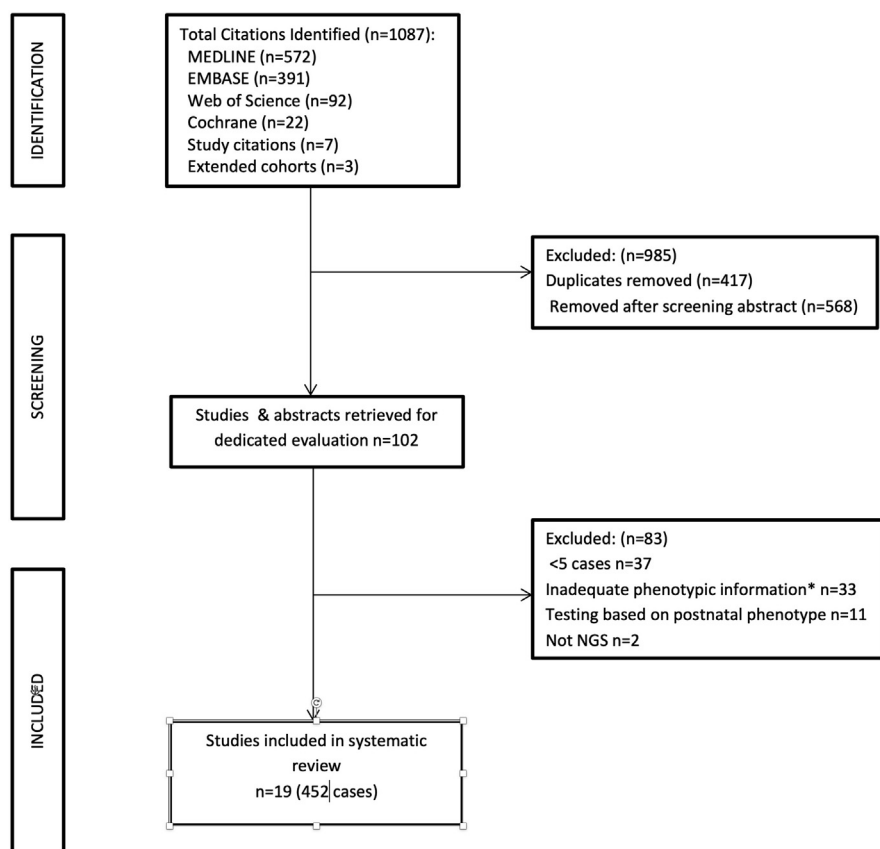 IDENTIFICATION
Total Citations Identified (n=1087):
MEDLINE (n=572)
EMBASE (n=391)
Web of Science (n=92)
Cochrane (n=22)
Study citations (n=7)
Extended cohorts (n=3)
SCREENING
Excluded: (n=985)
Duplicates removed (n=417)
Removed after screening abstract (n=568)
Studies & abstracts retrieved for
dedicated evaluation n=102
Excluded: (n=83)
<5 cases n=37
Inadequate phenotypic information* n=33
Testing based on postnatal phenotype n=11
Not NGS n=2
INCLUDED
Studies included in systematic
review
n=19 (452 cases)